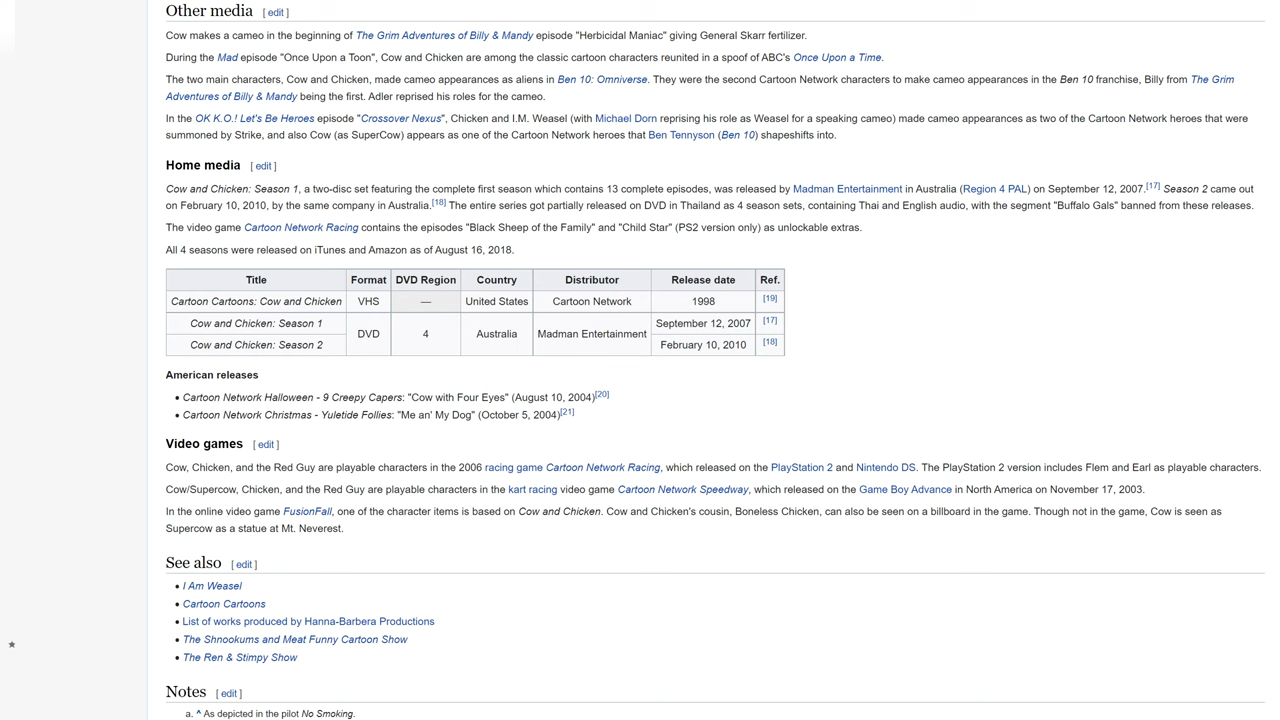 Other media [ edit ]
Cow makes a cameo in the beginning of The Grim Adventures of Billy & Mandy episode "Herbicidal Maniac" giving General Skarr fertilizer.
During the Mad episode "Once Upon a Toon", Cow and Chicken are among the classic cartoon characters reunited in a spoof of ABC's Once Upon a Time.
The two main characters, Cow and Chicken, made cameo appearances as aliens in Ben 10: Omniverse. They were the second Cartoon Network characters to make cameo appearances in the Ben 10 franchise, Billy from The Grim
Adventures of Billy & Mandy being the first. Adler reprised his roles for the cameo.
In the OK K.O.! Let's Be Heroes episode "Crossover Nexus", Chicken and I.M. Weasel (with Michael Dorn reprising his role as Weasel for a speaking cameo) made cameo appearances as two of the Cartoon Network heroes that were
summoned by Strike, and also Cow (as SuperCow) appears as one of the Cartoon Network heroes that Ben Tennyson (Ben 10) shapeshifts into.
Home media [ edit ]
Cow and Chicken: Season 1, a two-disc set featuring the complete first season which contains 13 complete episodes, was released by Madman Entertainment in Australia (Region 4 PAL) on September 12, 2007.[17] Season 2 came out
on February 10, 2010, by the same company in Australia.[18] The entire series got partially released on DVD in Thailand as 4 season sets, containing Thai and English audio, with the segment "Buffalo Gals" banned from these releases.
The video game Cartoon Network Racing contains the episodes "Black Sheep of the Family" and "Child Star" (PS2 version only) as unlockable extras.
All 4 seasons were released on iTunes and Amazon as of August 16, 2018.
Title Format DVD Region Country Distributor Release date Ref.
Cartoon Cartoons: Cow and Chicken VHS — United States Cartoon Network 1998 [19]
Cow and Chicken: Season 1 September 12, 2007 [17]
DVD 4 Australia Madman Entertainment
Cow and Chicken: Season 2 February 10, 2010 [18]
American releases
• Cartoon Network Halloween - 9 Creepy Capers: "Cow with Four Eyes" (August 10, 2004)[20]
• Cartoon Network Christmas - Yuletide Follies: "Me an' My Dog" (October 5, 2004)[21]
Video games [ edit ]
Cow, Chicken, and the Red Guy are playable characters in the 2006 racing game Cartoon Network Racing, which released on the PlayStation 2 and Nintendo DS. The PlayStation 2 version includes Flem and Earl as playable characters.
Cow/Supercow, Chicken, and the Red Guy are playable characters in the kart racing video game Cartoon Network Speedway, which released on the Game Boy Advance in North America on November 17, 2003.
In the online video game FusionFall, one of the character items is based on Cow and Chicken. Cow and Chicken's cousin, Boneless Chicken, can also be seen on a billboard in the game. Though not in the game, Cow is seen as
Supercow as a statue at Mt. Neverest.
See also [ edit ]
• I Am Weasel
• Cartoon Cartoons
• List of works produced by Hanna-Barbera Productions
• The Shnookums and Meat Funny Cartoon Show
• The Ren & Stimpy Show
Notes [ edit ]
a. ^ As depicted in the pilot No Smoking.